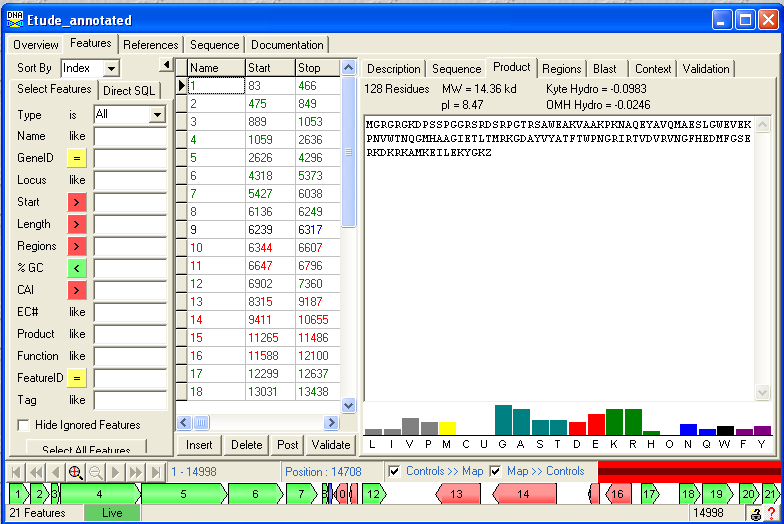 DNA
Etude_annotated
Overview Features References Sequence Documentation
Sort By Index
Select Features Direct SQL
Type is All
Name like
GeneID =
Locus like
Start >
Length >
Regions >
% GC <
CAI >
EC# like
Product like
Function like
FeatureID =
Tag like
Hide Ignored Features
Select All Features
Name Start Stop
1 83 466
2 475 849
3 889 1053
4 1059 2636
5 2626 4296
6 4318 5373
7 5427 6038
8 6136 6249
9 6239 6317
10 6344 6607
11 6647 6796
12 6902 7360
13 8315 9187
14 9411 10655
15 11265 11486
16 11588 12100
17 12299 12637
18 13031 13438
Insert Delete Post Validate
Description Sequence Product Regions Blast Context Validation
128 Residues MW = 14.36 kd Kyte Hydro = -0.0983
pI = 8.47 OMH Hydro = -0.0246
MGRGRGKDPSSPGGRSRDSRPGTRSAWEAKVAAKPKNAQEYAVQMAESLGWEVEK
PNVWTNQGMHAAGIETLTMRKGDAYVYATFTWPNGRIRTVDVRVNGFHEDMFGSE
RKDKRKAMKEILEKYGKZ
L I V P M C U G A S T D E K R H O N Q W F Y
1 - 14998 Position : 14708 Controls >> Map Map >> Controls
1 2 3 4 5 6 7 8 0 12 13 14 16 17 18 19 20 21
21 Features Live 14998 ?